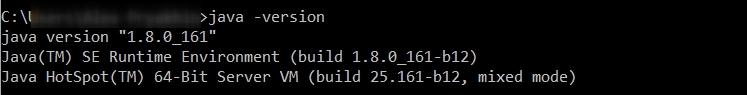 C:\U>java -version
java version "1.8.0_161"
Java(TM) SE Runtime Environment (build 1.8.0_161-b12)
Java HotSpot(TM) 64-Bit Server VM (build 25.161-b12, mixed mode)